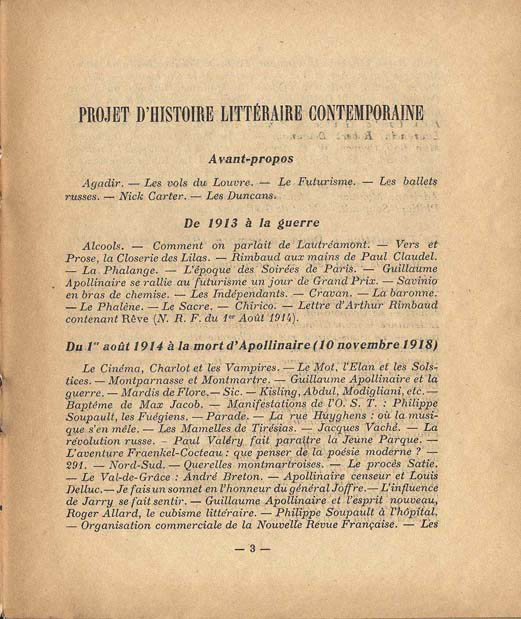 PROJET D'HISTOIRE LITTÉRAIRE CONTEMPORAINE
Avant-propos
Agadir. — Les vols du Louvre. — Le Futurisme. — Les ballets
russes. — Nick Carter. — Les Duncans.
De 1913 à la guerre
Alcools. — Comment on parlait de Lautréamont. — Vers et
Prose, la Closerie des Lilas. — Rimbaud aux mains de Paul Claudel.
— La Phalange. — L'époque des Soirées de Paris. — Guillaume
Apollinaire se rallie au futurisme un jour de Grand Prix. — Savinio
en bras de chemise. — Les Indépendants. — Cravan. — La baronne.
— Le Phalène. — Le Sacre. — Chirico. — Lettre d'Arthur Rimbaud
contenant Rêve (N. R. F. du 1er Août 1914).
Du 1er août 1914 à la mort d'Apollinaire (10 novembre 1918)
Le Cinéma, Charlot et les Vampires. — Le Mot, l'Elan et les Sols-
tices. — Montparnasse et Montmartre. — Guillaume Apollinaire et la
guerre. — Mardis de Flore. — Sic. — Kisling, Abdul, Modigliani, etc. —
Baptême de Max Jacob. — Manifestations de l'O. S. T. : Philippe
Soupault, les Fuégiens. — Parade. — La rue Huyghens : où la musi-
que s'en mêle. — Les Mamelles de Tirésias. — Jacques Vaché. — La
révolution russe. - Paul Valéry fait paraître la Jeune Parque. —
L'aventure Fraenkel-Cocteau : que penser de la poésie moderne ? —
291. — Nord-Sud. — Querelles montmartroises. — Le procès Satie.
— Le Val-de-Grâce : André Breton. — Apollinaire censeur et Louis
Delluc. — Je fais un sonnet en l'honneur du général Joffre. — L'influence
de Jarry se fait sentir. — Guillaume Apollinaire et l'esprit nouveau,
Roger Allard, le cubisme littéraire. — Philippe Soupault à l'hôpital.
— Organisation commerciale de la Nouvelle Revue Française. — Les
— 3 —